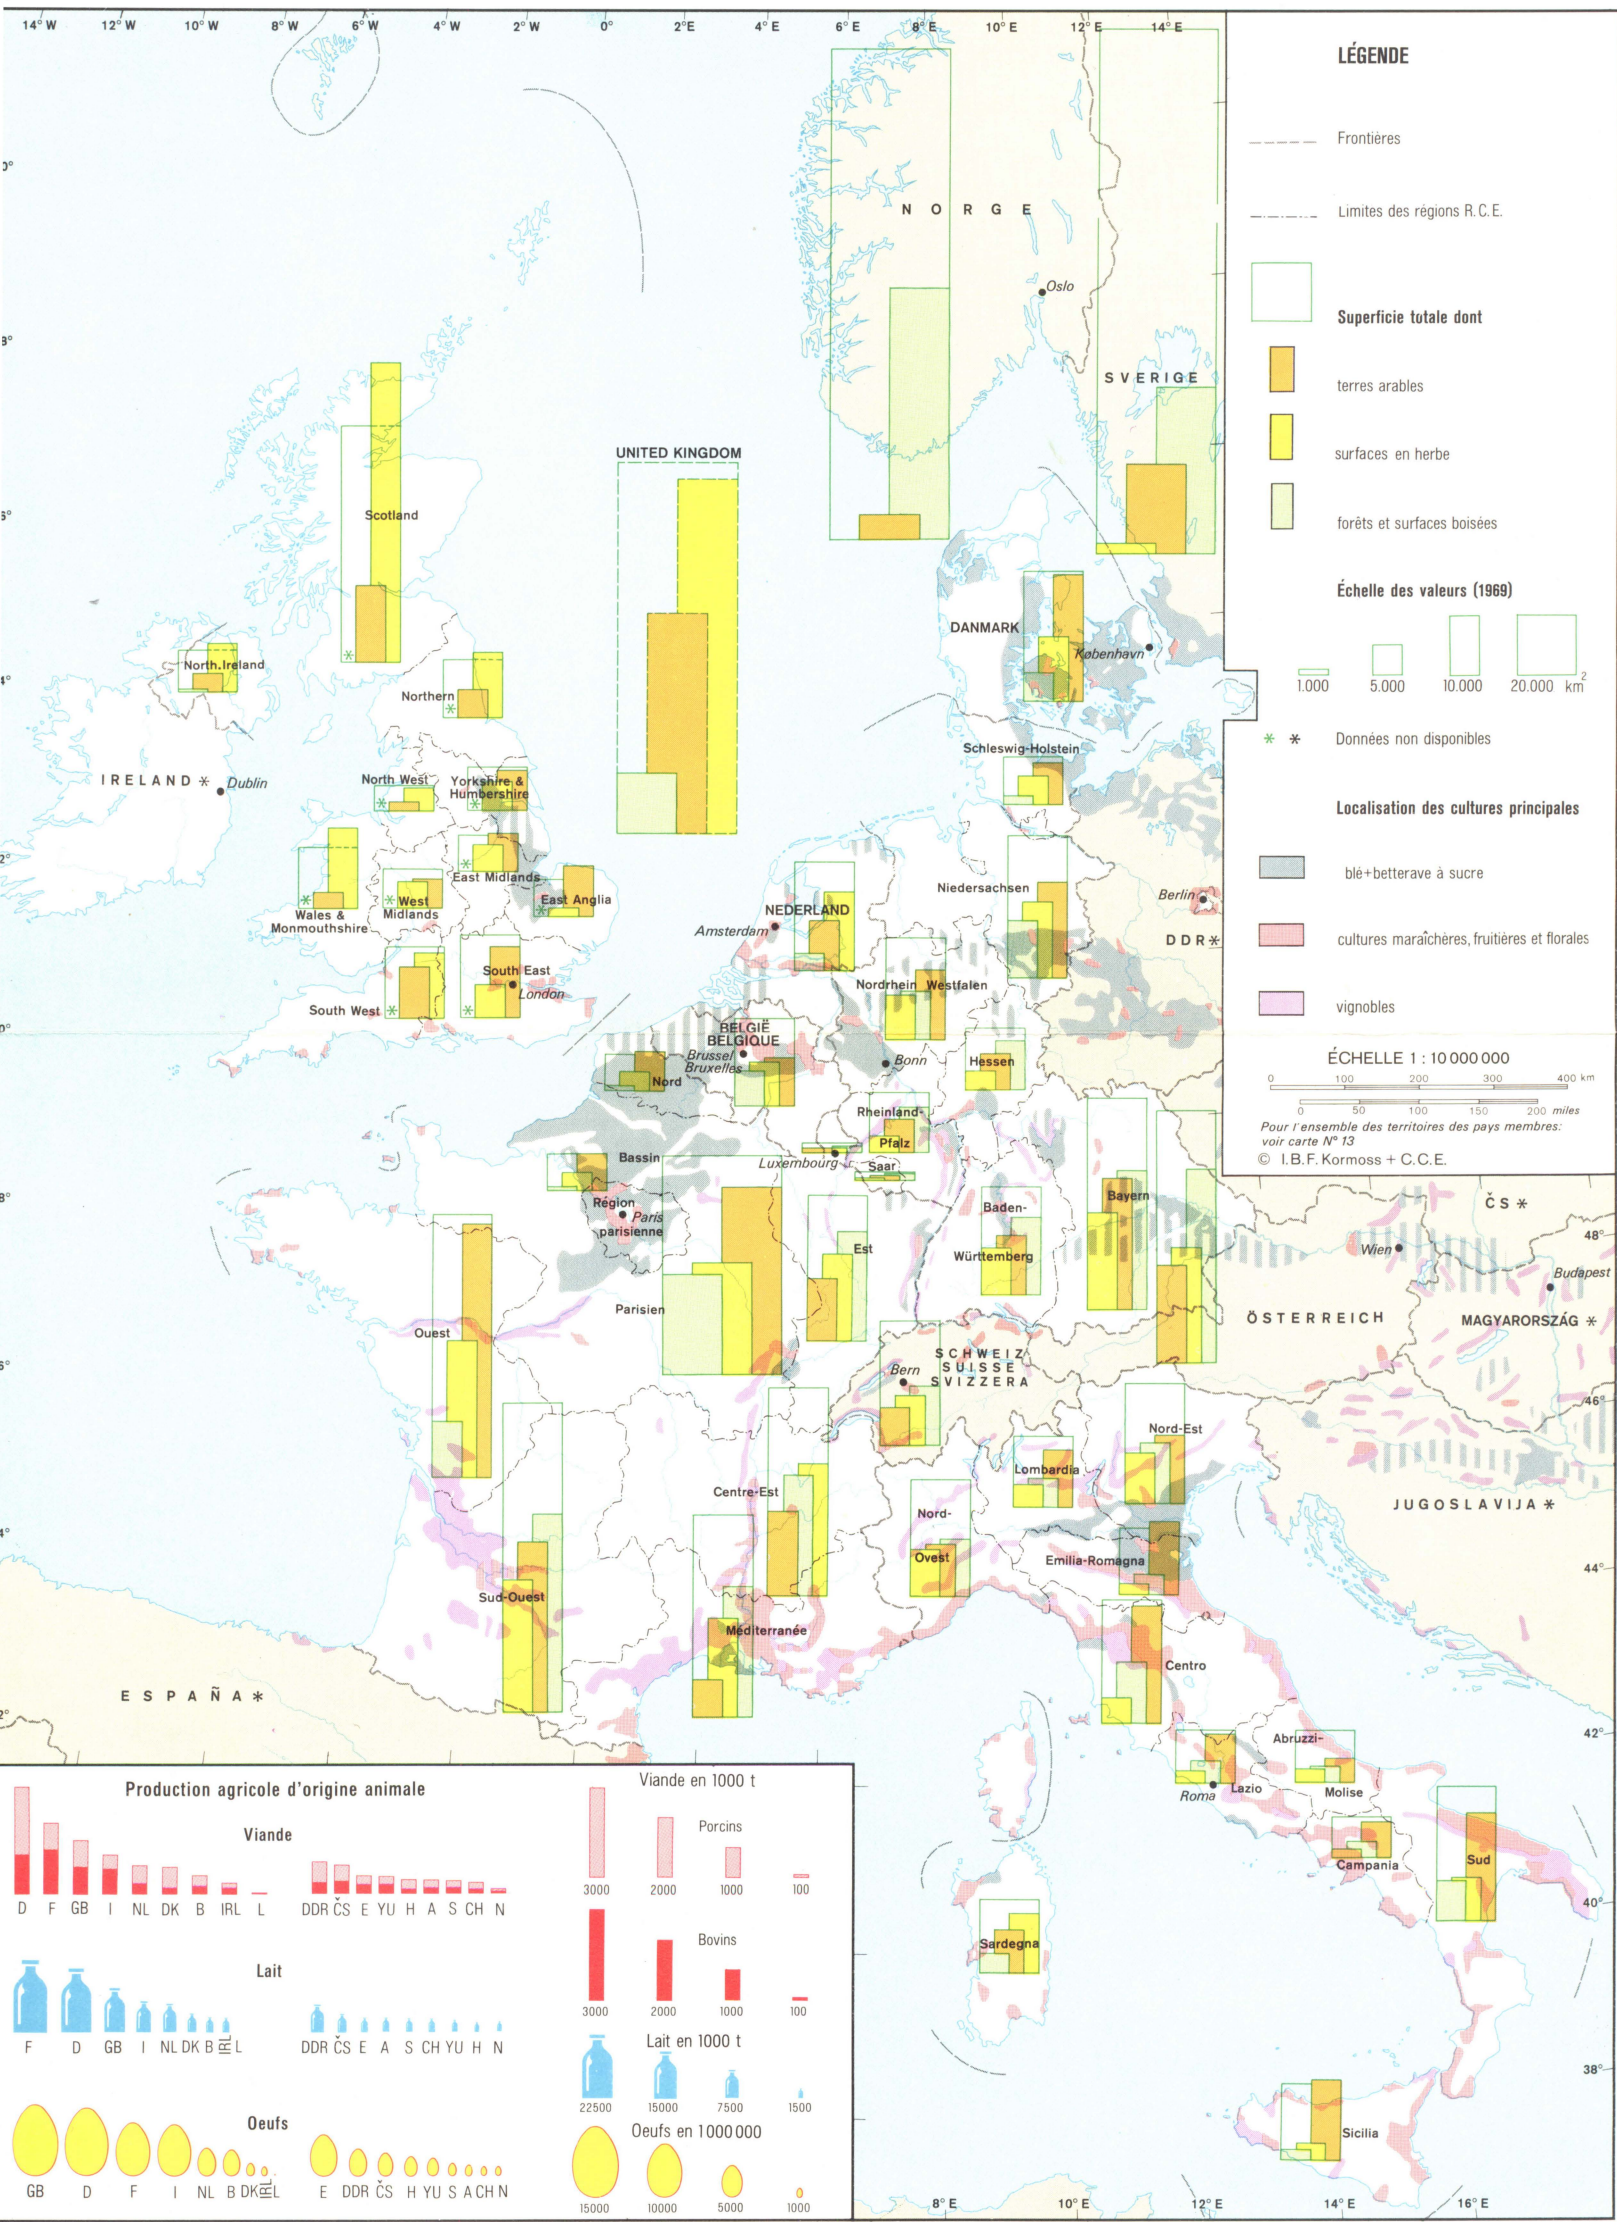 14° W 12° W 10° W 8° W 6° W 4° W 2° W 0° 2° E 4° E 6° E 8° E 10° E 12° E 14° E
LÉGENDE
Frontières
Limites des régions R.C.E.
Superficie totale dont
terres arables
surfaces en herbe
forêts et surfaces boisées
Échelle des valeurs (1969)
1.000 5.000 10.000 20.000 km²
* * Données non disponibles
Localisation des cultures principales
blé+betterave à sucre
cultures maraîchères, fruitières et florales
vignobles
ÉCHELLE 1 : 10 000 000
0 100 200 300 400 km
0 50 100 150 200 miles
Pour l'ensemble des territoires des pays membres:
voir carte N° 13
© I.B.F. Kormoss + C.C.E.
NORGE
Oslo
SVERIGE
UNITED KINGDOM
Scotland
*
North. Ireland
Northern
*
IRELAND *
Dublin
North West
*
Yorkshire &
Humbershire
*
East Midlands
*
East Anglia
*
West
Midlands
*
Wales &
Monmouthshire
*
South East
London
*
South West
*
DANMARK
København
Schleswig-Holstein
Niedersachsen
Berlin
DDR*
NEDERLAND
Amsterdam
Nordrhein Westfalen
BELGIË
BELGIQUE
Brussel
Bruxelles
Bonn
Hessen
Nord
Rheinland-
Pfalz
Luxembourg
Saar
Bassin
Région
Paris
parisienne
Parisien
Est
Baden-
Württemberg
Bayern
ČS *
Wien
48°
Budapest
ÖSTERREICH
MAGYARORSZÁG *
Ouest
SCHWEIZ
SUISSE
SVIZZERA
Bern
46°
Nord-Est
Lombardia
Centre-Est
Nord-
Ovest
JUGOSLAVIJA *
Emilia-Romagna
44°
Sud-Ouest
Méditerranée
Centro
ESPAÑA *
42°
Abruzzi-
Molise
Lazio
Roma
Campania
Sud
40°
Sardegna
38°
Sicilia
8° E 10° E 12° E 14° E 16° E
Production agricole d'origine animale
Viande
D F GB I NL DK B IRL L
DDR ČS E YU H A S CH N
Lait
F D GB I NL DK B IRL L
DDR ČS E A S CH YU H N
Oeufs
GB D F I NL B DK IRL L
E DDR ČS H YU S A CH N
Viande en 1000 t
Porcins
3000 2000 1000 100
Bovins
3000 2000 1000 100
Lait en 1000 t
22500 15000 7500 1500
Oeufs en 1000000
15000 10000 5000 1000